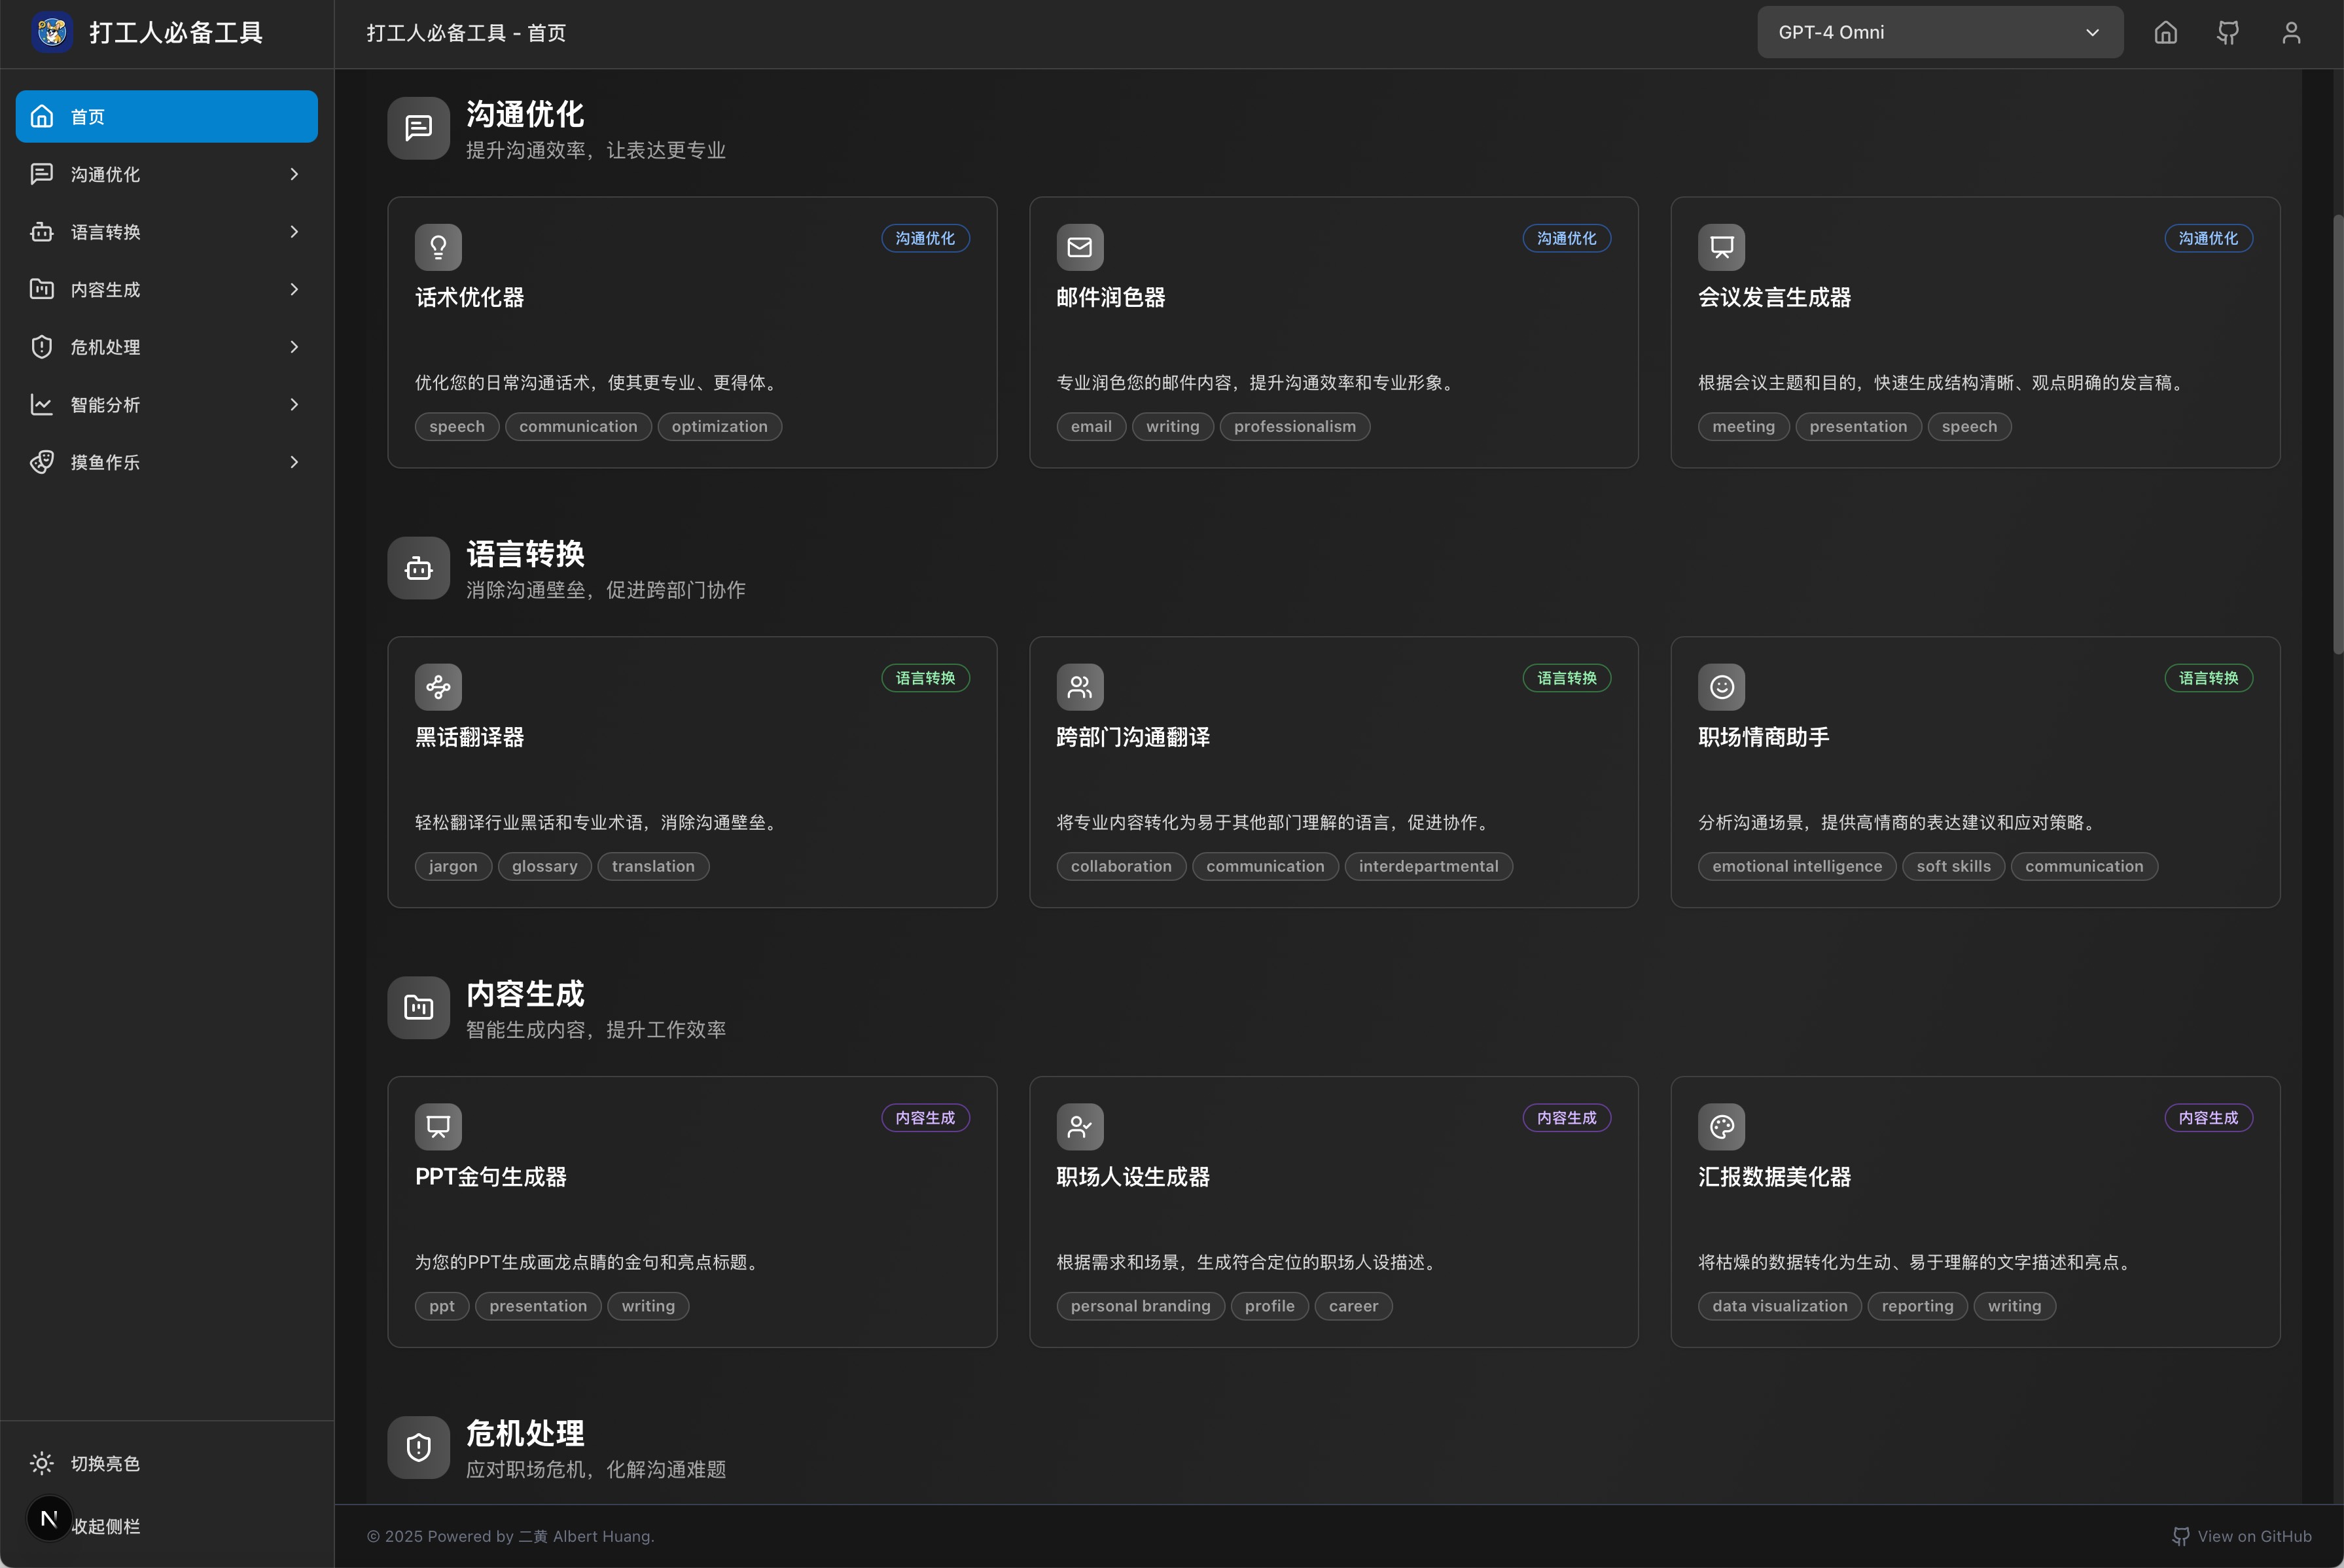 打工人必备工具
打工人必备工具 - 首页
GPT-4 Omni
首页
沟通优化
语言转换
内容生成
危机处理
智能分析
摸鱼作乐
切换亮色
N
收起侧栏
沟通优化
提升沟通效率，让表达更专业
沟通优化
话术优化器
优化您的日常沟通话术，使其更专业、更得体。
speech communication optimization
沟通优化
邮件润色器
专业润色您的邮件内容，提升沟通效率和专业形象。
email writing professionalism
沟通优化
会议发言生成器
根据会议主题和目的，快速生成结构清晰、观点明确的发言稿。
meeting presentation speech
语言转换
消除沟通壁垒，促进跨部门协作
语言转换
黑话翻译器
轻松翻译行业黑话和专业术语，消除沟通壁垒。
jargon glossary translation
语言转换
跨部门沟通翻译
将专业内容转化为易于其他部门理解的语言，促进协作。
collaboration communication interdepartmental
语言转换
职场情商助手
分析沟通场景，提供高情商的表达建议和应对策略。
emotional intelligence soft skills communication
内容生成
智能生成内容，提升工作效率
内容生成
PPT金句生成器
为您的PPT生成画龙点睛的金句和亮点标题。
ppt presentation writing
内容生成
职场人设生成器
根据需求和场景，生成符合定位的职场人设描述。
personal branding profile career
内容生成
汇报数据美化器
将枯燥的数据转化为生动、易于理解的文字描述和亮点。
data visualization reporting writing
危机处理
应对职场危机，化解沟通难题
© 2025 Powered by 二黄 Albert Huang.
View on GitHub